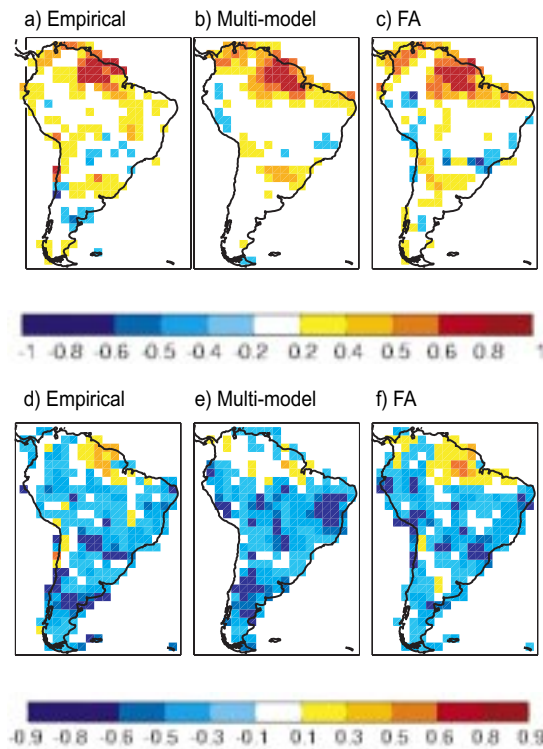 a) Empirical b) Multi-model c) FA
-1 -0.8 -0.6 -0.5 -0.4 -0.2 0.2 0.4 0.5 0.6 0.8 1
d) Empirical e) Multi-model f) FA
-0.9 -0.8 -0.6 -0.5 -0.3 -0.1 0.1 0.3 0.5 0.6 0.8 0.9